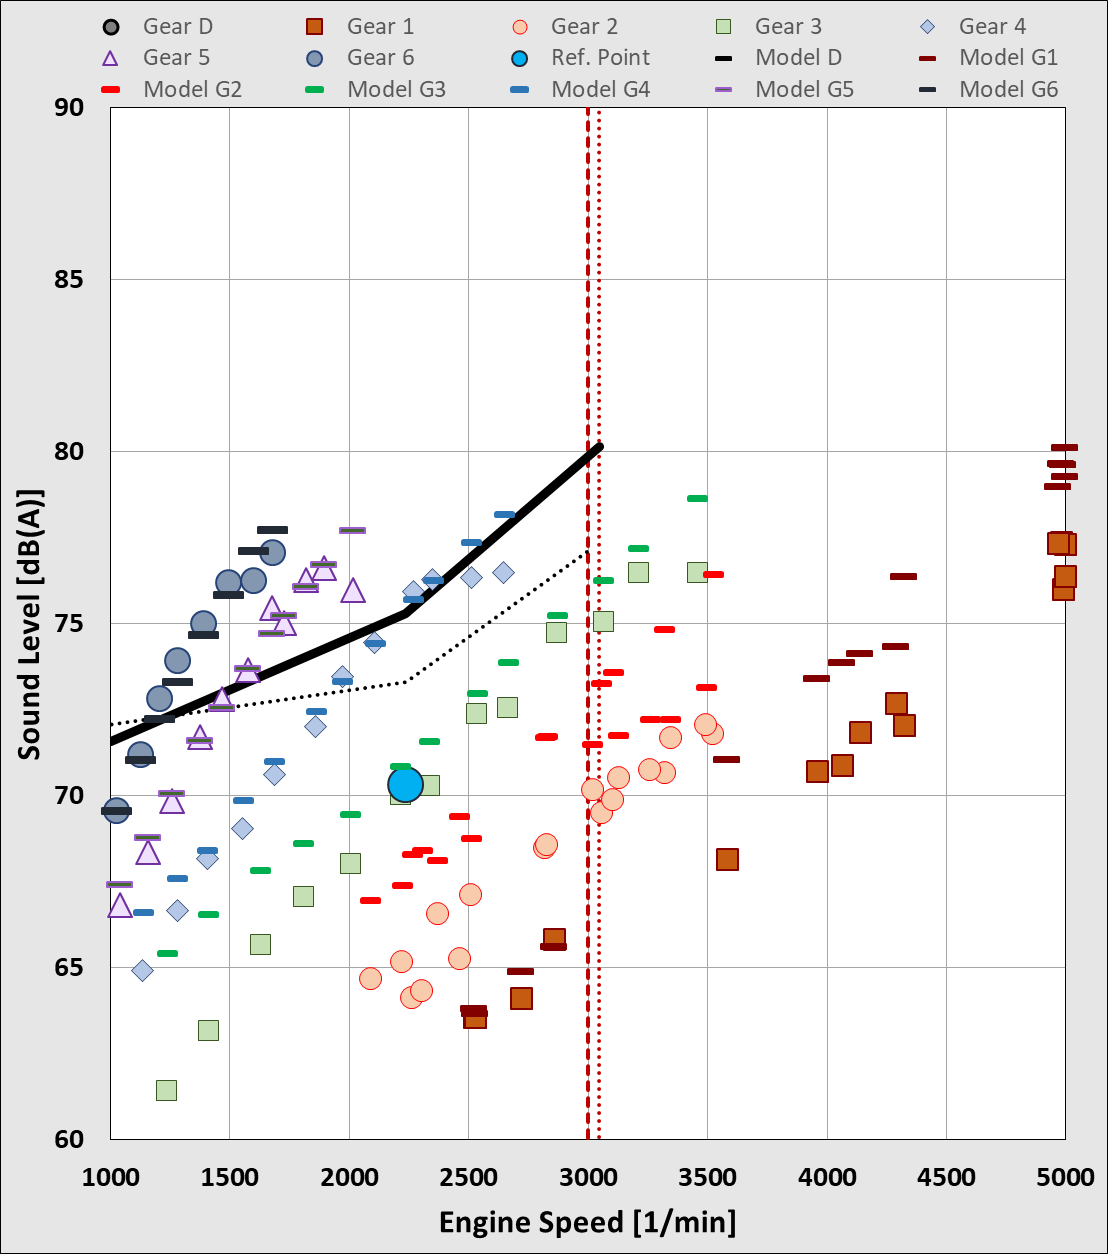 Gear D Gear 1 Gear 2 Gear 3 Gear 4
Gear 5 Gear 6 Ref. Point Model D Model G1
Model G2 Model G3 Model G4 Model G5 Model G6
90
85
80
75
70
65
60
Sound Level [dB(A)]
1000 1500 2000 2500 3000 3500 4000 4500 5000
Engine Speed [1/min]